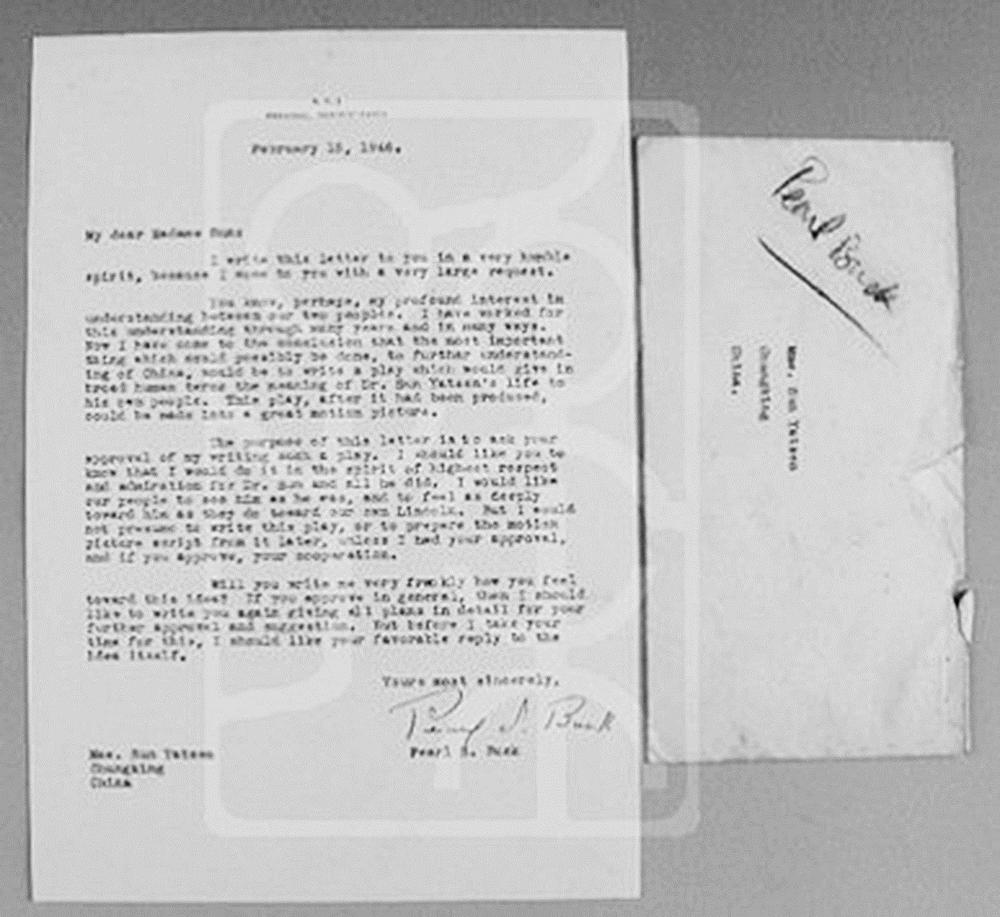 February 15, 1946.
My dear Madame Sun:
I write this letter to you in a very humble
spirit, because I come to you with a very large request.
You know, perhaps, my profound interest in
understanding between our two peoples. I have worked for
this understanding through many years and in many ways.
Now I have come to the conclusion that the most important
thing which could possibly be done, to further understand-
ing of China, would be to write a play which would give in
broad human terms the meaning of Dr. Sun Yatsen's life to
his own people. This play, after it had been produced,
could be made into a great motion picture.
The purpose of this letter is to ask your
approval of my writing such a play. I should like you to
know that I would do it in the spirit of highest respect
and admiration for Dr. Sun and all he did. I would like
our people to see him as he was, and to feel as deeply
toward him as they do toward our own Lincoln. But I would
not presume to write this play, or to prepare the motion
picture script from it later, unless I had your approval,
and if you approve, your cooperation.
Will you write me very frankly how you feel
toward this idea? If you approve in general, then I should
like to write you again giving all plans in detail for your
further approval and suggestion. But before I take your
time for this, I should like your favorable reply to the
idea itself.
Yours most sincerely,
Pearl S. Buck
Pearl S. Buck
Mme. Sun Yatsen
Chungking
China
Pearl Buck
Mme. Sun Yatsen
Chungking
China.